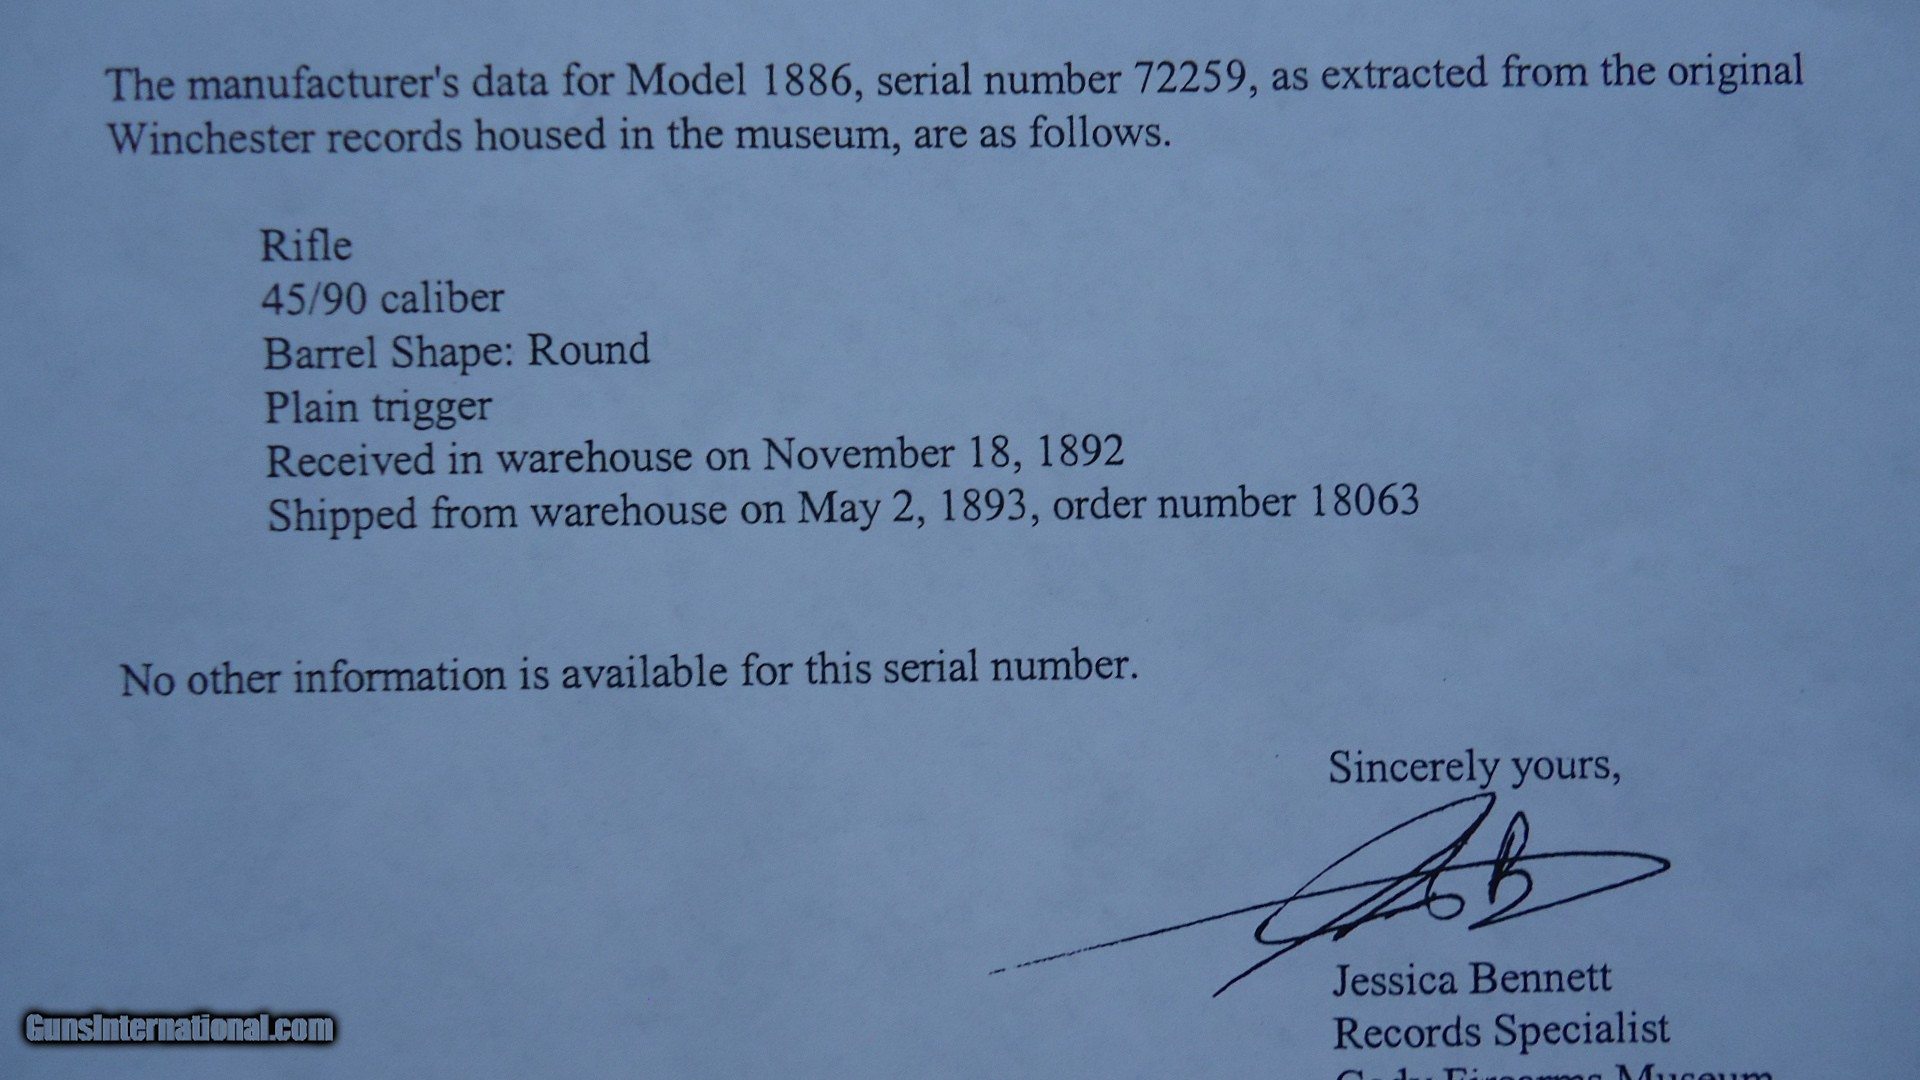 The manufacturer's data for Model 1886, serial number 72259, as extracted from the original
Winchester records housed in the museum, are as follows.
Rifle
45/90 caliber
Barrel Shape: Round
Plain trigger
Received in warehouse on November 18, 1892
Shipped from warehouse on May 2, 1893, order number 18063
No other information is available for this serial number.
Sincerely yours,
Jessica Bennett
Records Specialist
Cody Firearms Museum
GunsInternational.com